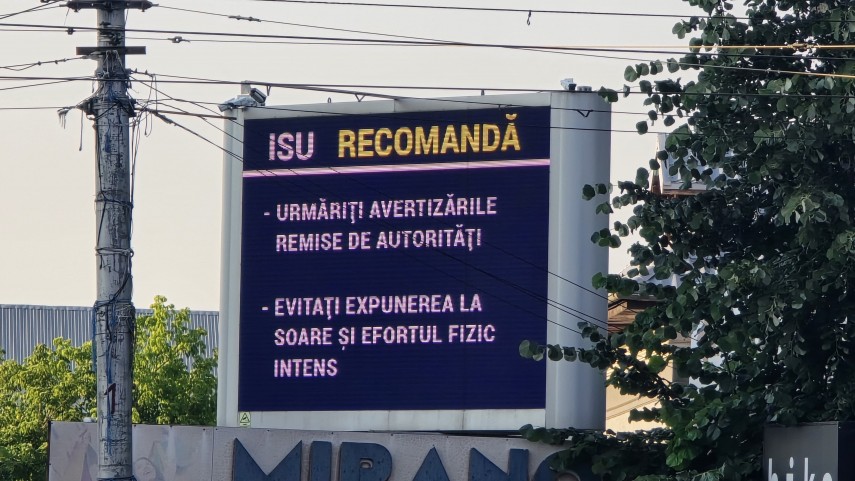 ISU RECOMANDĂ
- URMĂRIȚI AVERTIZĂRILE
REMISE DE AUTORITĂȚI
- EVITAȚI EXPUNEREA LA
SOARE ȘI EFORTUL FIZIC
INTENS